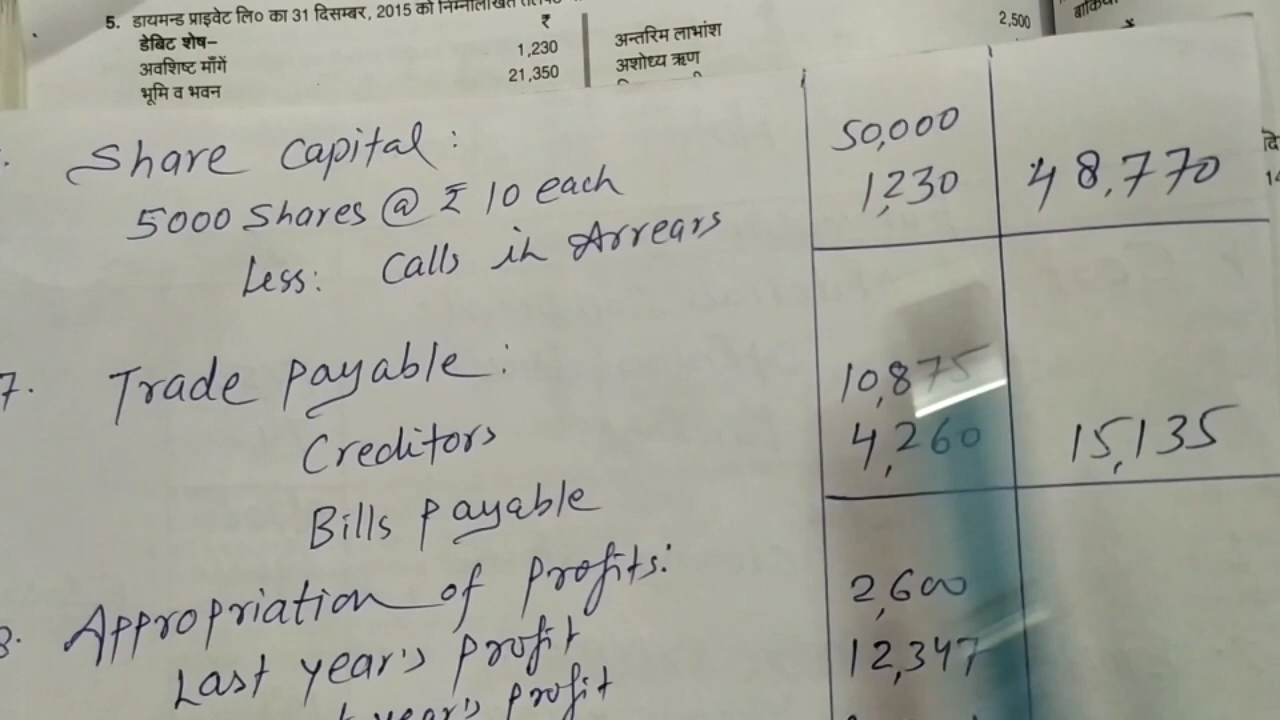 5. डायमन्ड प्राइवेट लि० का 31 दिसम्बर, 2015 को निम्नलिखित
₹
डेबिट शेष–
अवशिष्ट माँगें 1,230
भूमि व भवन 21,350
अन्तरिम लाभांश 2,500
अशोध्य ऋण
Share Capital: 50,000
5000 Shares @ ₹ 10 each 1,230 48,770
Less: Calls in Arrears
7. Trade Payable: 10,875
Creditors 4,260 15,135
Bills Payable
Appropriation of Profits: 2,600
Last year's profit 12,347
year's profit